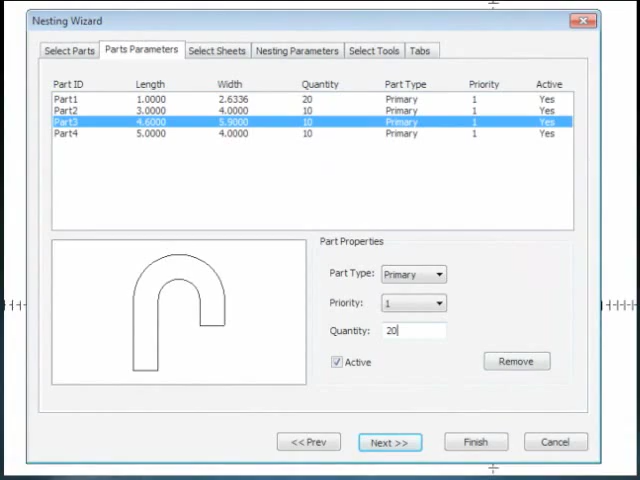 Nesting Wizard
Select Parts Parts Parameters Select Sheets Nesting Parameters Select Tools Tabs
Part ID Length Width Quantity Part Type Priority Active
Part1 1.0000 2.6336 20 Primary 1 Yes
Part2 3.0000 4.0000 10 Primary 1 Yes
Part3 4.6000 5.9000 10 Primary 1 Yes
Part4 5.0000 4.0000 10 Primary 1 Yes
Part Properties
Part Type: Primary
Priority: 1
Quantity: 20
Active Remove
<< Prev Next >> Finish Cancel